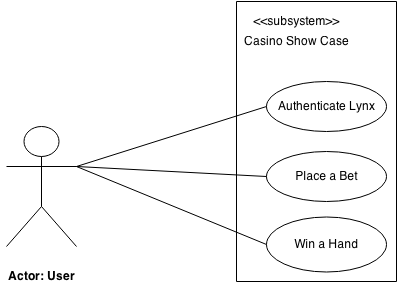 <<subsystem>>
Casino Show Case
Authenticate Lynx
Place a Bet
Win a Hand
Actor: User